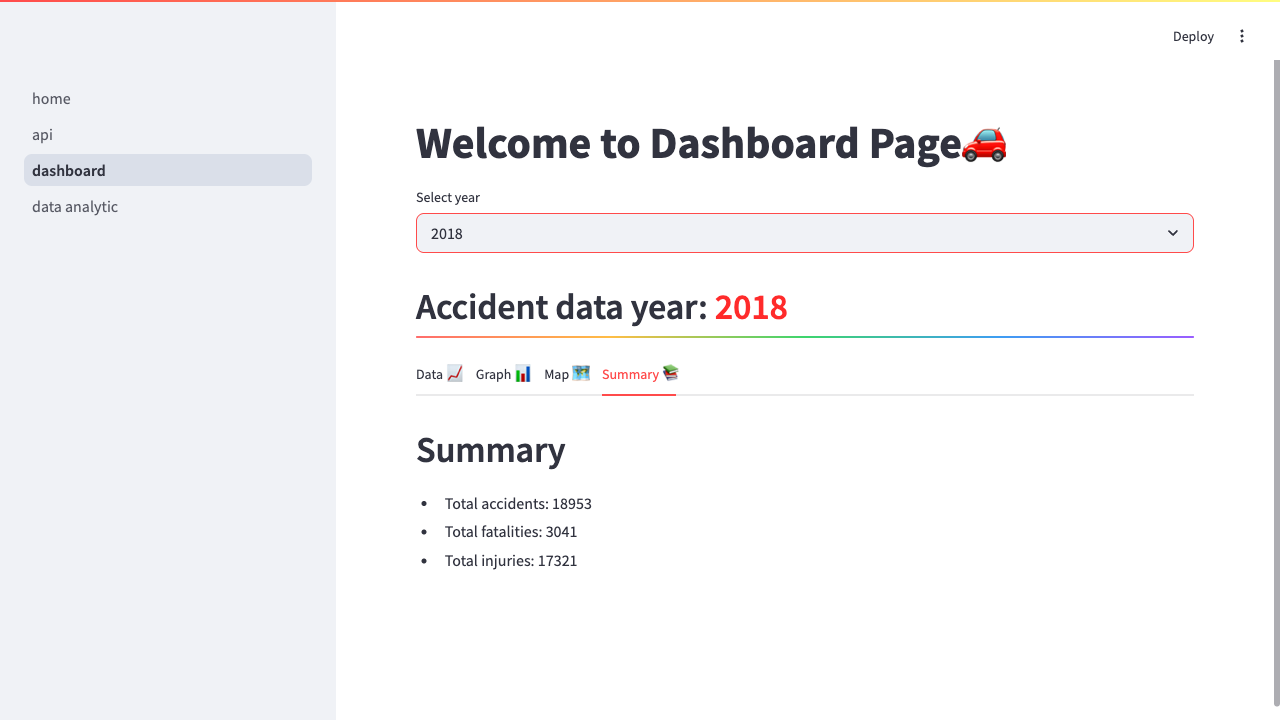 Deploy
home
api
dashboard
data analytic
Welcome to Dashboard Page🚗
Select year
2018
Accident data year: 2018
Data 📈 Graph 📊 Map 🗺️ Summary 📚
Summary
• Total accidents: 18953
• Total fatalities: 3041
• Total injuries: 17321